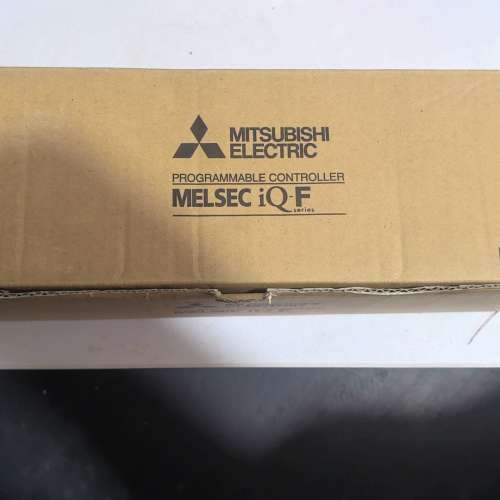 MITSUBISHI
ELECTRIC
PROGRAMMABLE CONTROLLER
MELSEC iQ-F
series